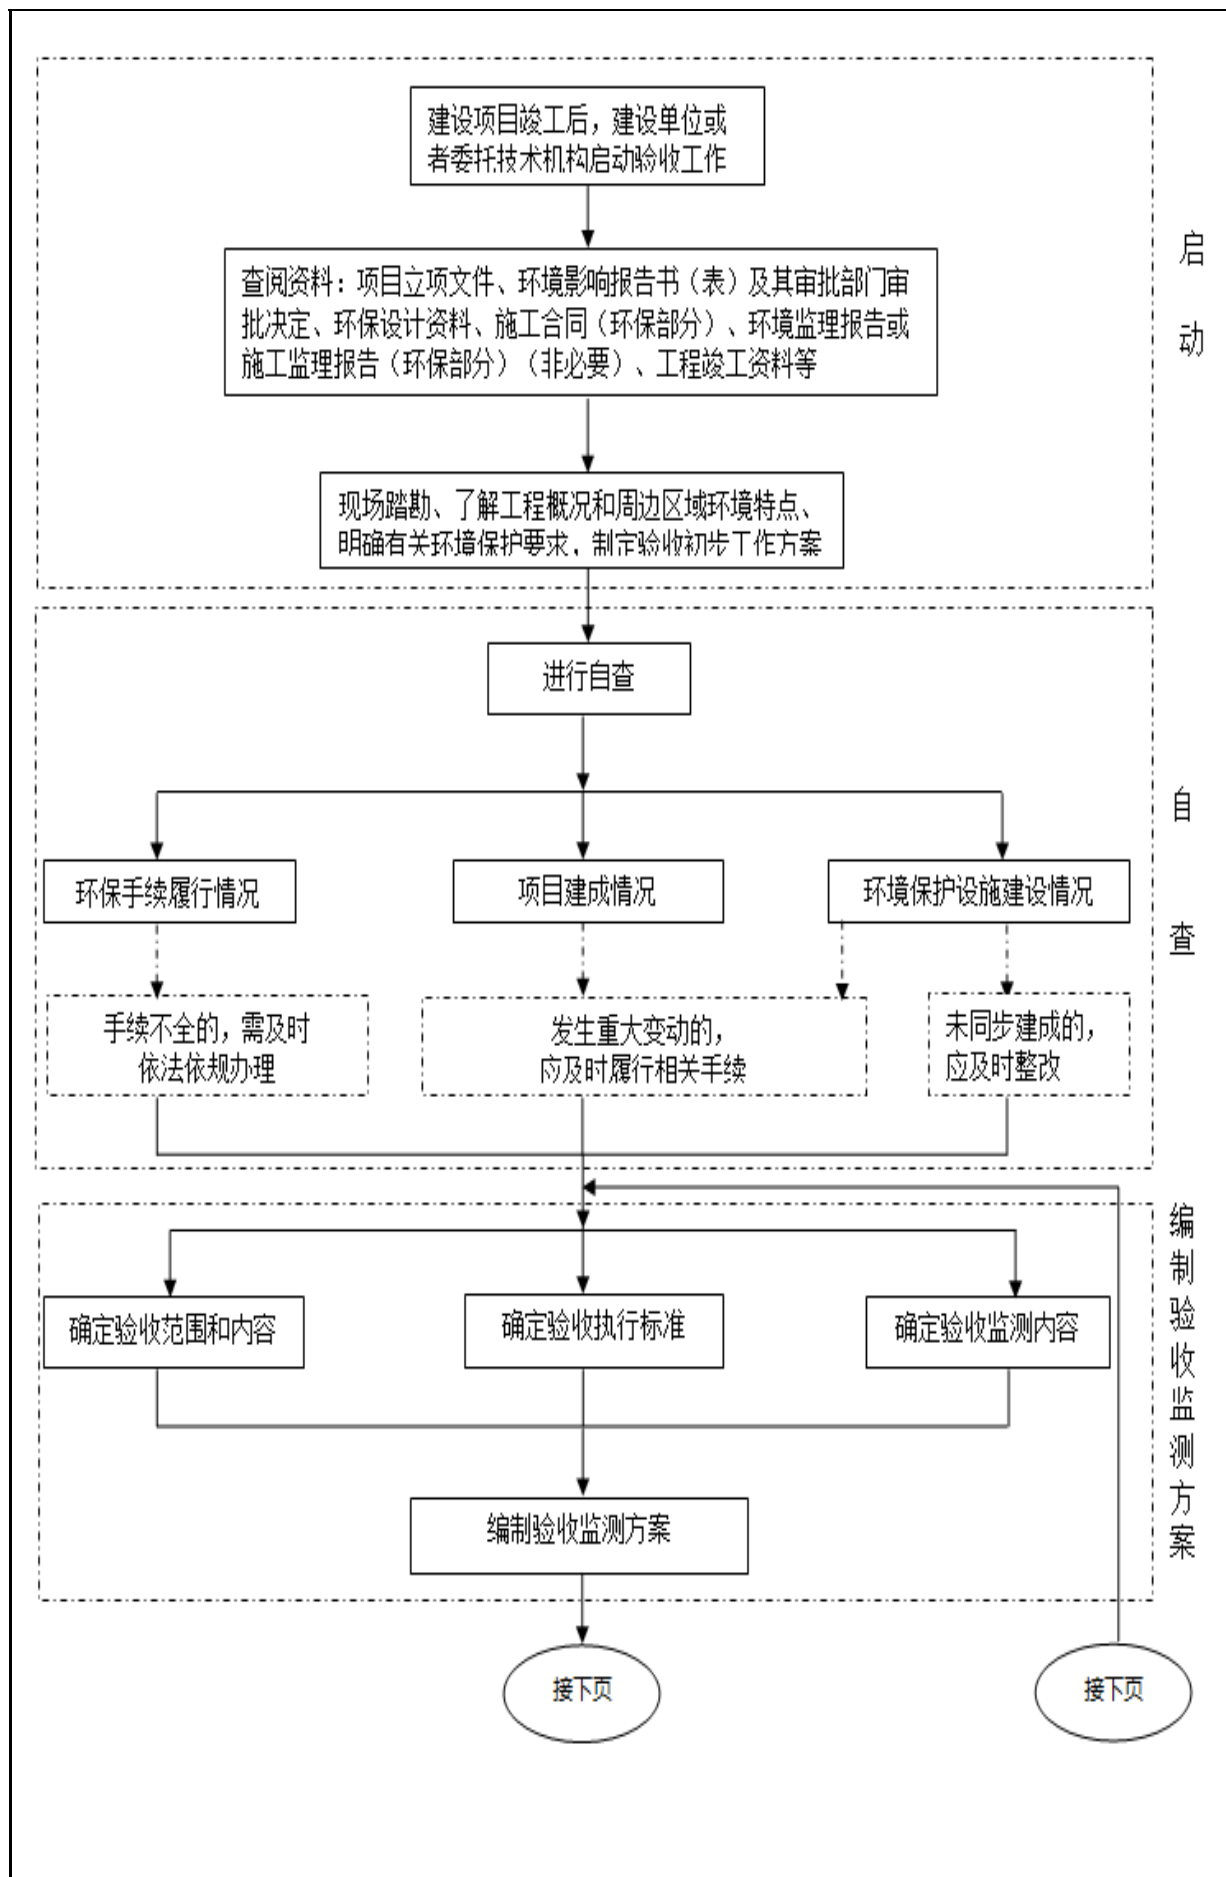 建设项目竣工后，建设单位或
者委托技术机构启动验收工作
查阅资料：项目立项文件、环境影响报告书（表）及其审批部门审
批决定、环保设计资料、施工合同（环保部分）、环境监理报告或
施工监理报告（环保部分）（非必要）、工程竣工资料等
现场踏勘、了解工程概况和周边区域环境特点、
明确有关环境保护要求，制定验收初步工作方案
启动
进行自查
环保手续履行情况
项目建成情况
环境保护设施建设情况
手续不全的，需及时
依法依规办理
发生重大变动的，
应及时履行相关手续
未同步建成的，
应及时整改
自查
确定验收范围和内容
确定验收执行标准
确定验收监测内容
编制验收监测方案
编制验收监测方案
接下页
接下页